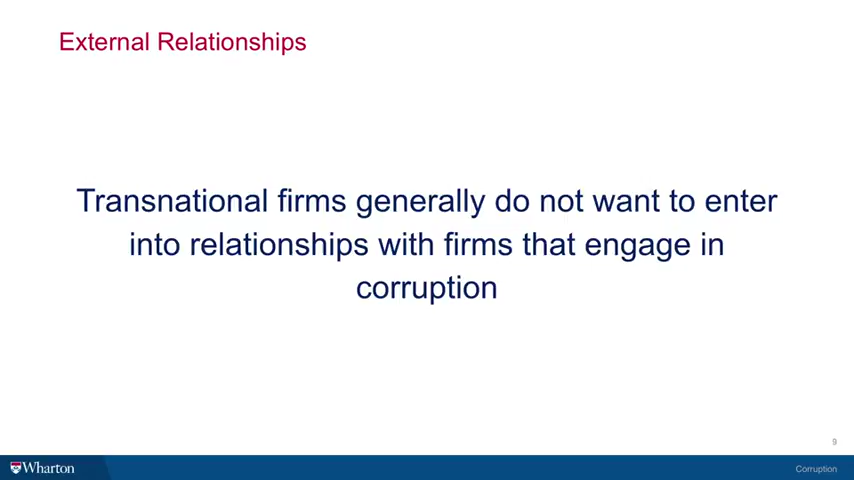 External Relationships
Transnational firms generally do not want to enter
into relationships with firms that engage in
corruption
9
Wharton
Corruption